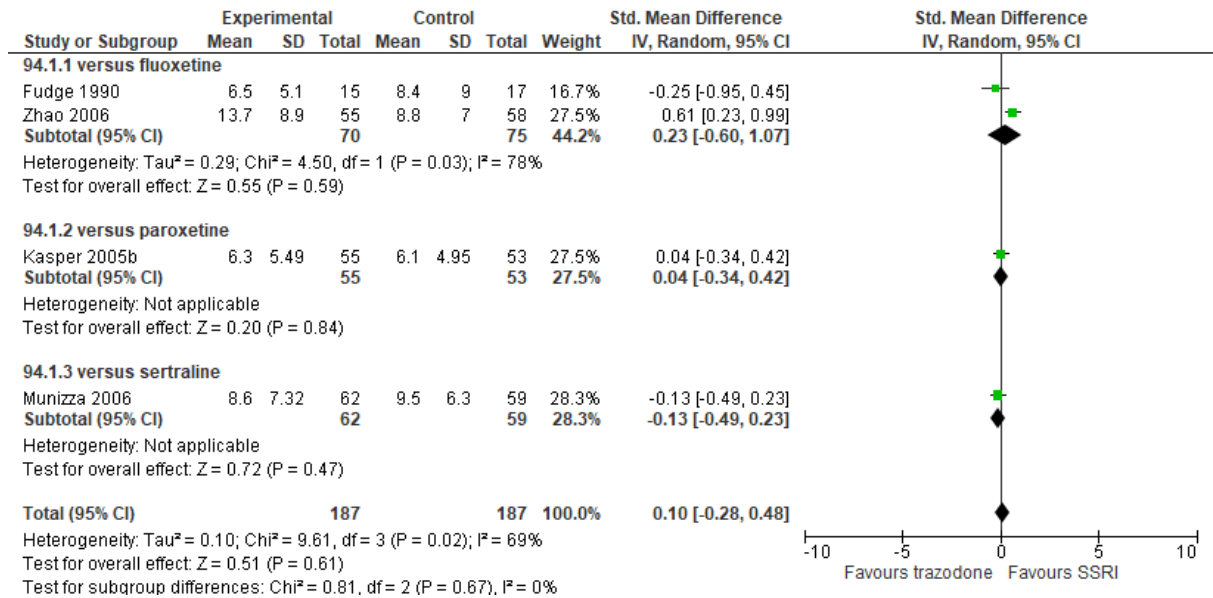 Experimental Control Std. Mean Difference Std. Mean Difference
Study or Subgroup Mean SD Total Mean SD Total Weight IV, Random, 95% CI IV, Random, 95% CI
94.1.1 versus fluoxetine
Fudge 1990 6.5 5.1 15 8.4 9 17 16.7% -0.25 [-0.95, 0.45]
Zhao 2006 13.7 8.9 55 8.8 7 58 27.5% 0.61 [0.23, 0.99]
Subtotal (95% CI) 70 75 44.2% 0.23 [-0.60, 1.07]
Heterogeneity: Tau² = 0.29; Chi² = 4.50, df = 1 (P = 0.03); I² = 78%
Test for overall effect: Z = 0.55 (P = 0.59)
94.1.2 versus paroxetine
Kasper 2005b 6.3 5.49 55 6.1 4.95 53 27.5% 0.04 [-0.34, 0.42]
Subtotal (95% CI) 55 53 27.5% 0.04 [-0.34, 0.42]
Heterogeneity: Not applicable
Test for overall effect: Z = 0.20 (P = 0.84)
94.1.3 versus sertraline
Munizza 2006 8.6 7.32 62 9.5 6.3 59 28.3% -0.13 [-0.49, 0.23]
Subtotal (95% CI) 62 59 28.3% -0.13 [-0.49, 0.23]
Heterogeneity: Not applicable
Test for overall effect: Z = 0.72 (P = 0.47)
Total (95% CI) 187 187 100.0% 0.10 [-0.28, 0.48]
Heterogeneity: Tau² = 0.10; Chi² = 9.61, df = 3 (P = 0.02); I² = 69%
Test for overall effect: Z = 0.51 (P = 0.61)
Test for subgroup differences: Chi² = 0.81, df = 2 (P = 0.67), I² = 0%
-10 -5 0 5 10
Favours trazodone Favours SSRI